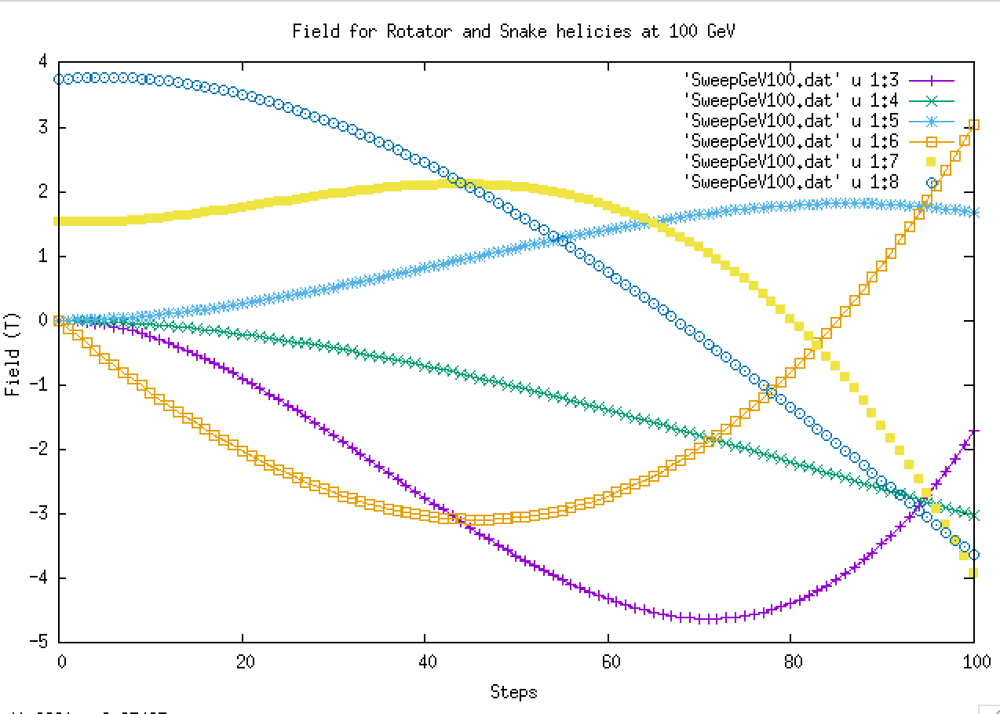 Field for Rotator and Snake helicies at 100 GeV
4
3
2
1
0
-1
-2
-3
-4
-5
Field (T)
'SweepGeV100.dat' u 1:3
'SweepGeV100.dat' u 1:4
'SweepGeV100.dat' u 1:5
'SweepGeV100.dat' u 1:6
'SweepGeV100.dat' u 1:7
'SweepGeV100.dat' u 1:8
0 20 40 60 80 100
Steps